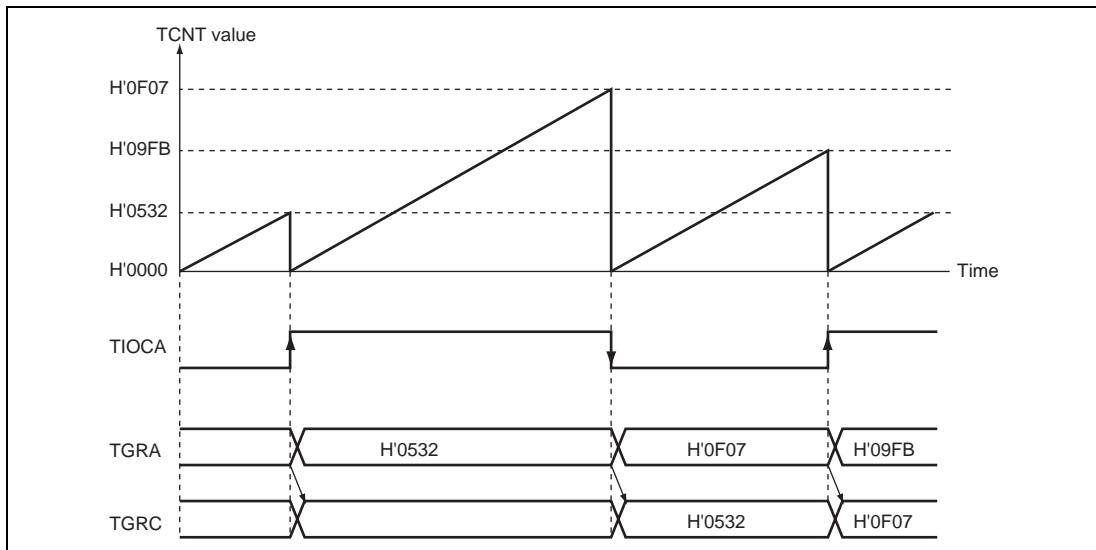 TCNT value
H'0F07
H'09FB
H'0532
H'0000
Time
TIOCA
TGRA
H'0532
H'0F07
H'09FB
TGRC
H'0532
H'0F07